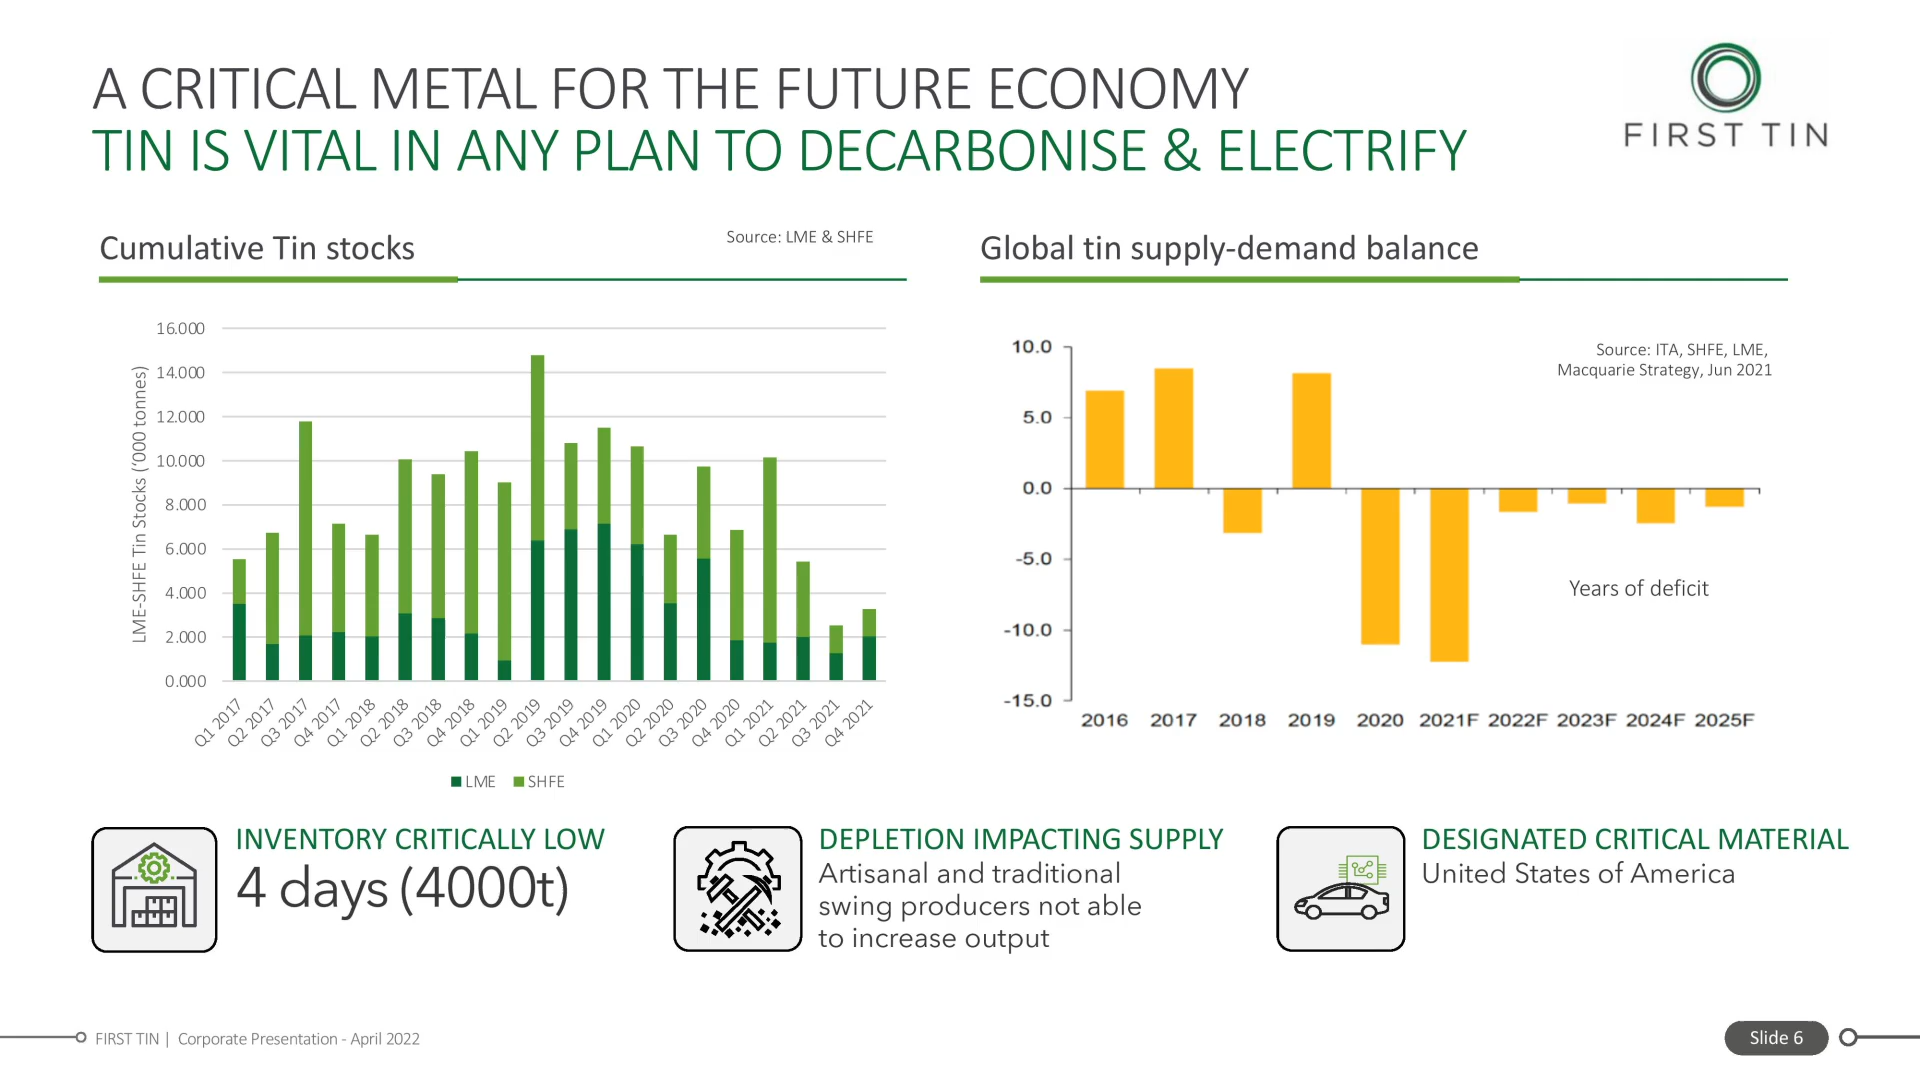 A CRITICAL METAL FOR THE FUTURE ECONOMY
TIN IS VITAL IN ANY PLAN TO DECARBONISE & ELECTRIFY
FIRST TIN
Cumulative Tin stocks
Source: LME & SHFE
LME-SHFE Tin Stocks ('000 tonnes)
16.000
14.000
12.000
10.000
8.000
6.000
4.000
2.000
0.000
Q1 2017
Q2 2017
Q3 2017
Q4 2017
Q1 2018
Q2 2018
Q3 2018
Q4 2018
Q1 2019
Q2 2019
Q3 2019
Q4 2019
Q1 2020
Q2 2020
Q3 2020
Q4 2020
Q1 2021
Q2 2021
Q3 2021
Q4 2021
LME SHFE
Global tin supply-demand balance
Source: ITA, SHFE, LME,
Macquarie Strategy, Jun 2021
10.0
5.0
0.0
-5.0
-10.0
-15.0
Years of deficit
2016 2017 2018 2019 2020 2021F 2022F 2023F 2024F 2025F
INVENTORY CRITICALLY LOW
4 days (4000t)
DEPLETION IMPACTING SUPPLY
Artisanal and traditional
swing producers not able
to increase output
DESIGNATED CRITICAL MATERIAL
United States of America
FIRST TIN | Corporate Presentation - April 2022
Slide 6